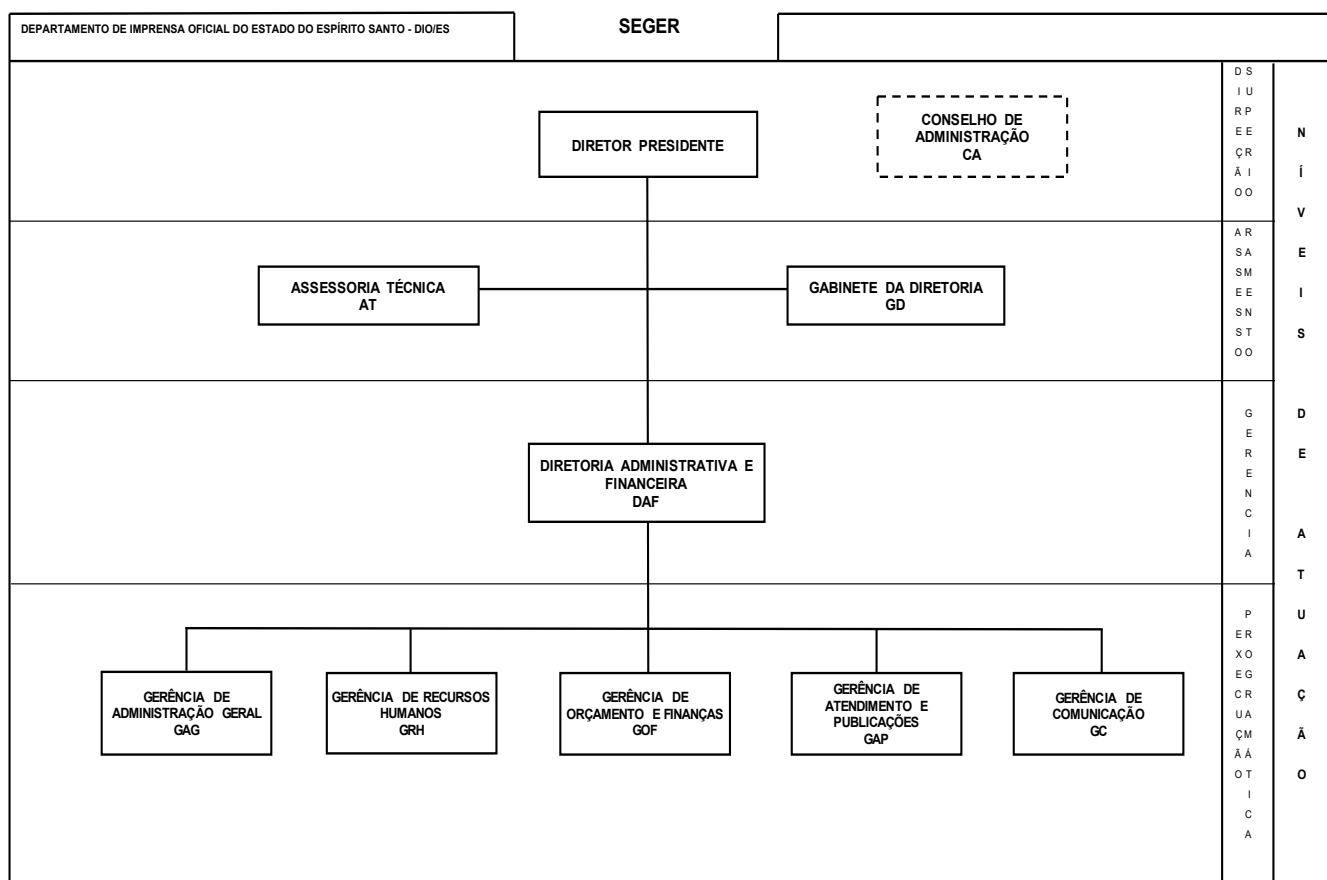 DEPARTAMENTO DE IMPRENSA OFICIAL DO ESTADO DO ESPÍRITO SANTO - DIO/ES
SEGER
DIRETOR PRESIDENTE
CONSELHO DE
ADMINISTRAÇÃO
CA
DIREÇÃO
SUPERIO
ASSESSO
RAMENTO
ASSESSORIA TÉCNICA
AT
GABINETE DA DIRETORIA
GD
DIRETORIA ADMINISTRATIVA E
FINANCEIRA
DAF
GERENCIA
GERÊNCIA DE
ADMINISTRAÇÃO GERAL
GAG
GERÊNCIA DE RECURSOS
HUMANOS
GRH
GERÊNCIA DE
ORÇAMENTO E FINANÇAS
GOF
GERÊNCIA DE
ATENDIMENTO E
PUBLICAÇÕES
GAP
GERÊNCIA DE
COMUNICAÇÃO
GC
EXECUÇÃO
PROGRAMÁTICA
NÍVEIS DE ATUAÇÃO